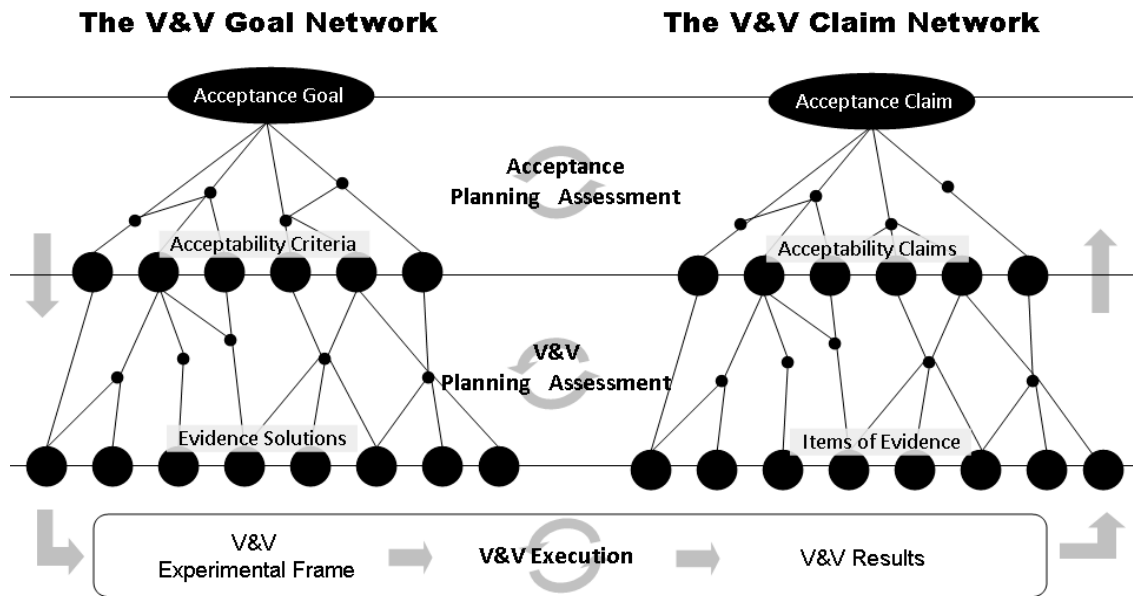 The V&V Goal Network
The V&V Claim Network
Acceptance Goal
Acceptance Claim
Acceptance
Planning Assessment
Acceptability Criteria
Acceptability Claims
V&V
Planning Assessment
Evidence Solutions
Items of Evidence
V&V
Experimental Frame
V&V Execution
V&V Results